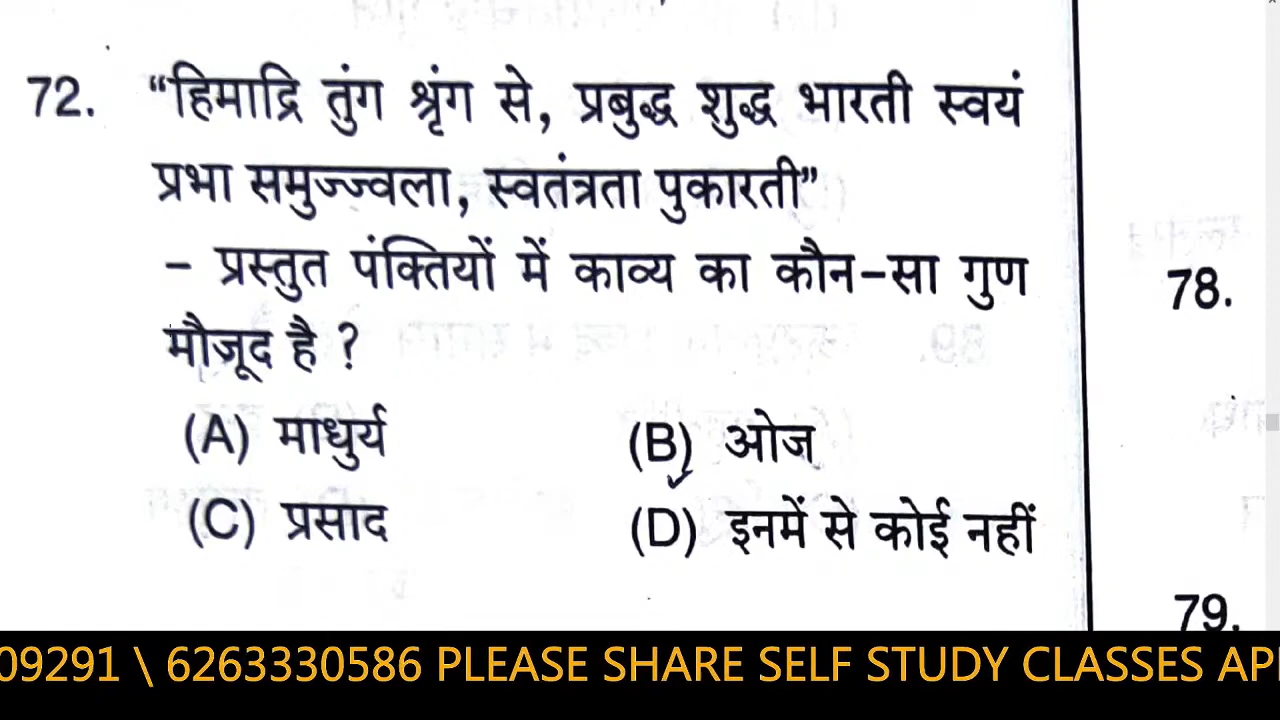 72. “हिमाद्रि तुंग श्रृंग से, प्रबुद्ध शुद्ध भारती स्वयं
प्रभा समुज्ज्वला, स्वतंत्रता पुकारती”
– प्रस्तुत पंक्तियों में काव्य का कौन-सा गुण
मौजूद है ?
(A) माधुर्य (B) ओज
(C) प्रसाद (D) इनमें से कोई नहीं
78.
79.
09291 \ 6263330586 PLEASE SHARE SELF STUDY CLASSES AP